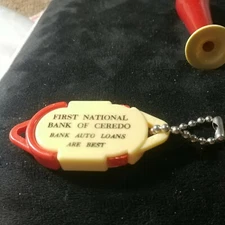 FIRST NATIONAL
BANK OF CEREDO
BANK AUTO LOANS
ARE BEST